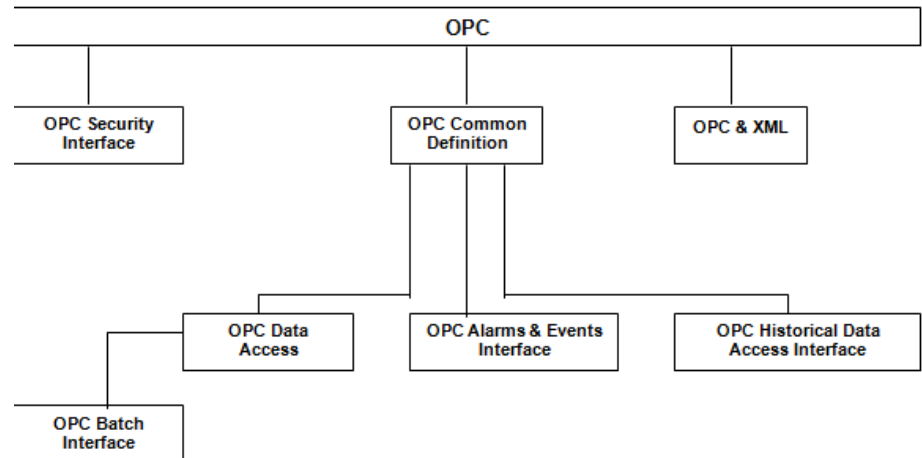 OPC
OPC Security
Interface
OPC Common
Definition
OPC & XML
OPC Data
Access
OPC Alarms & Events
Interface
OPC Historical Data
Access Interface
OPC Batch
Interface